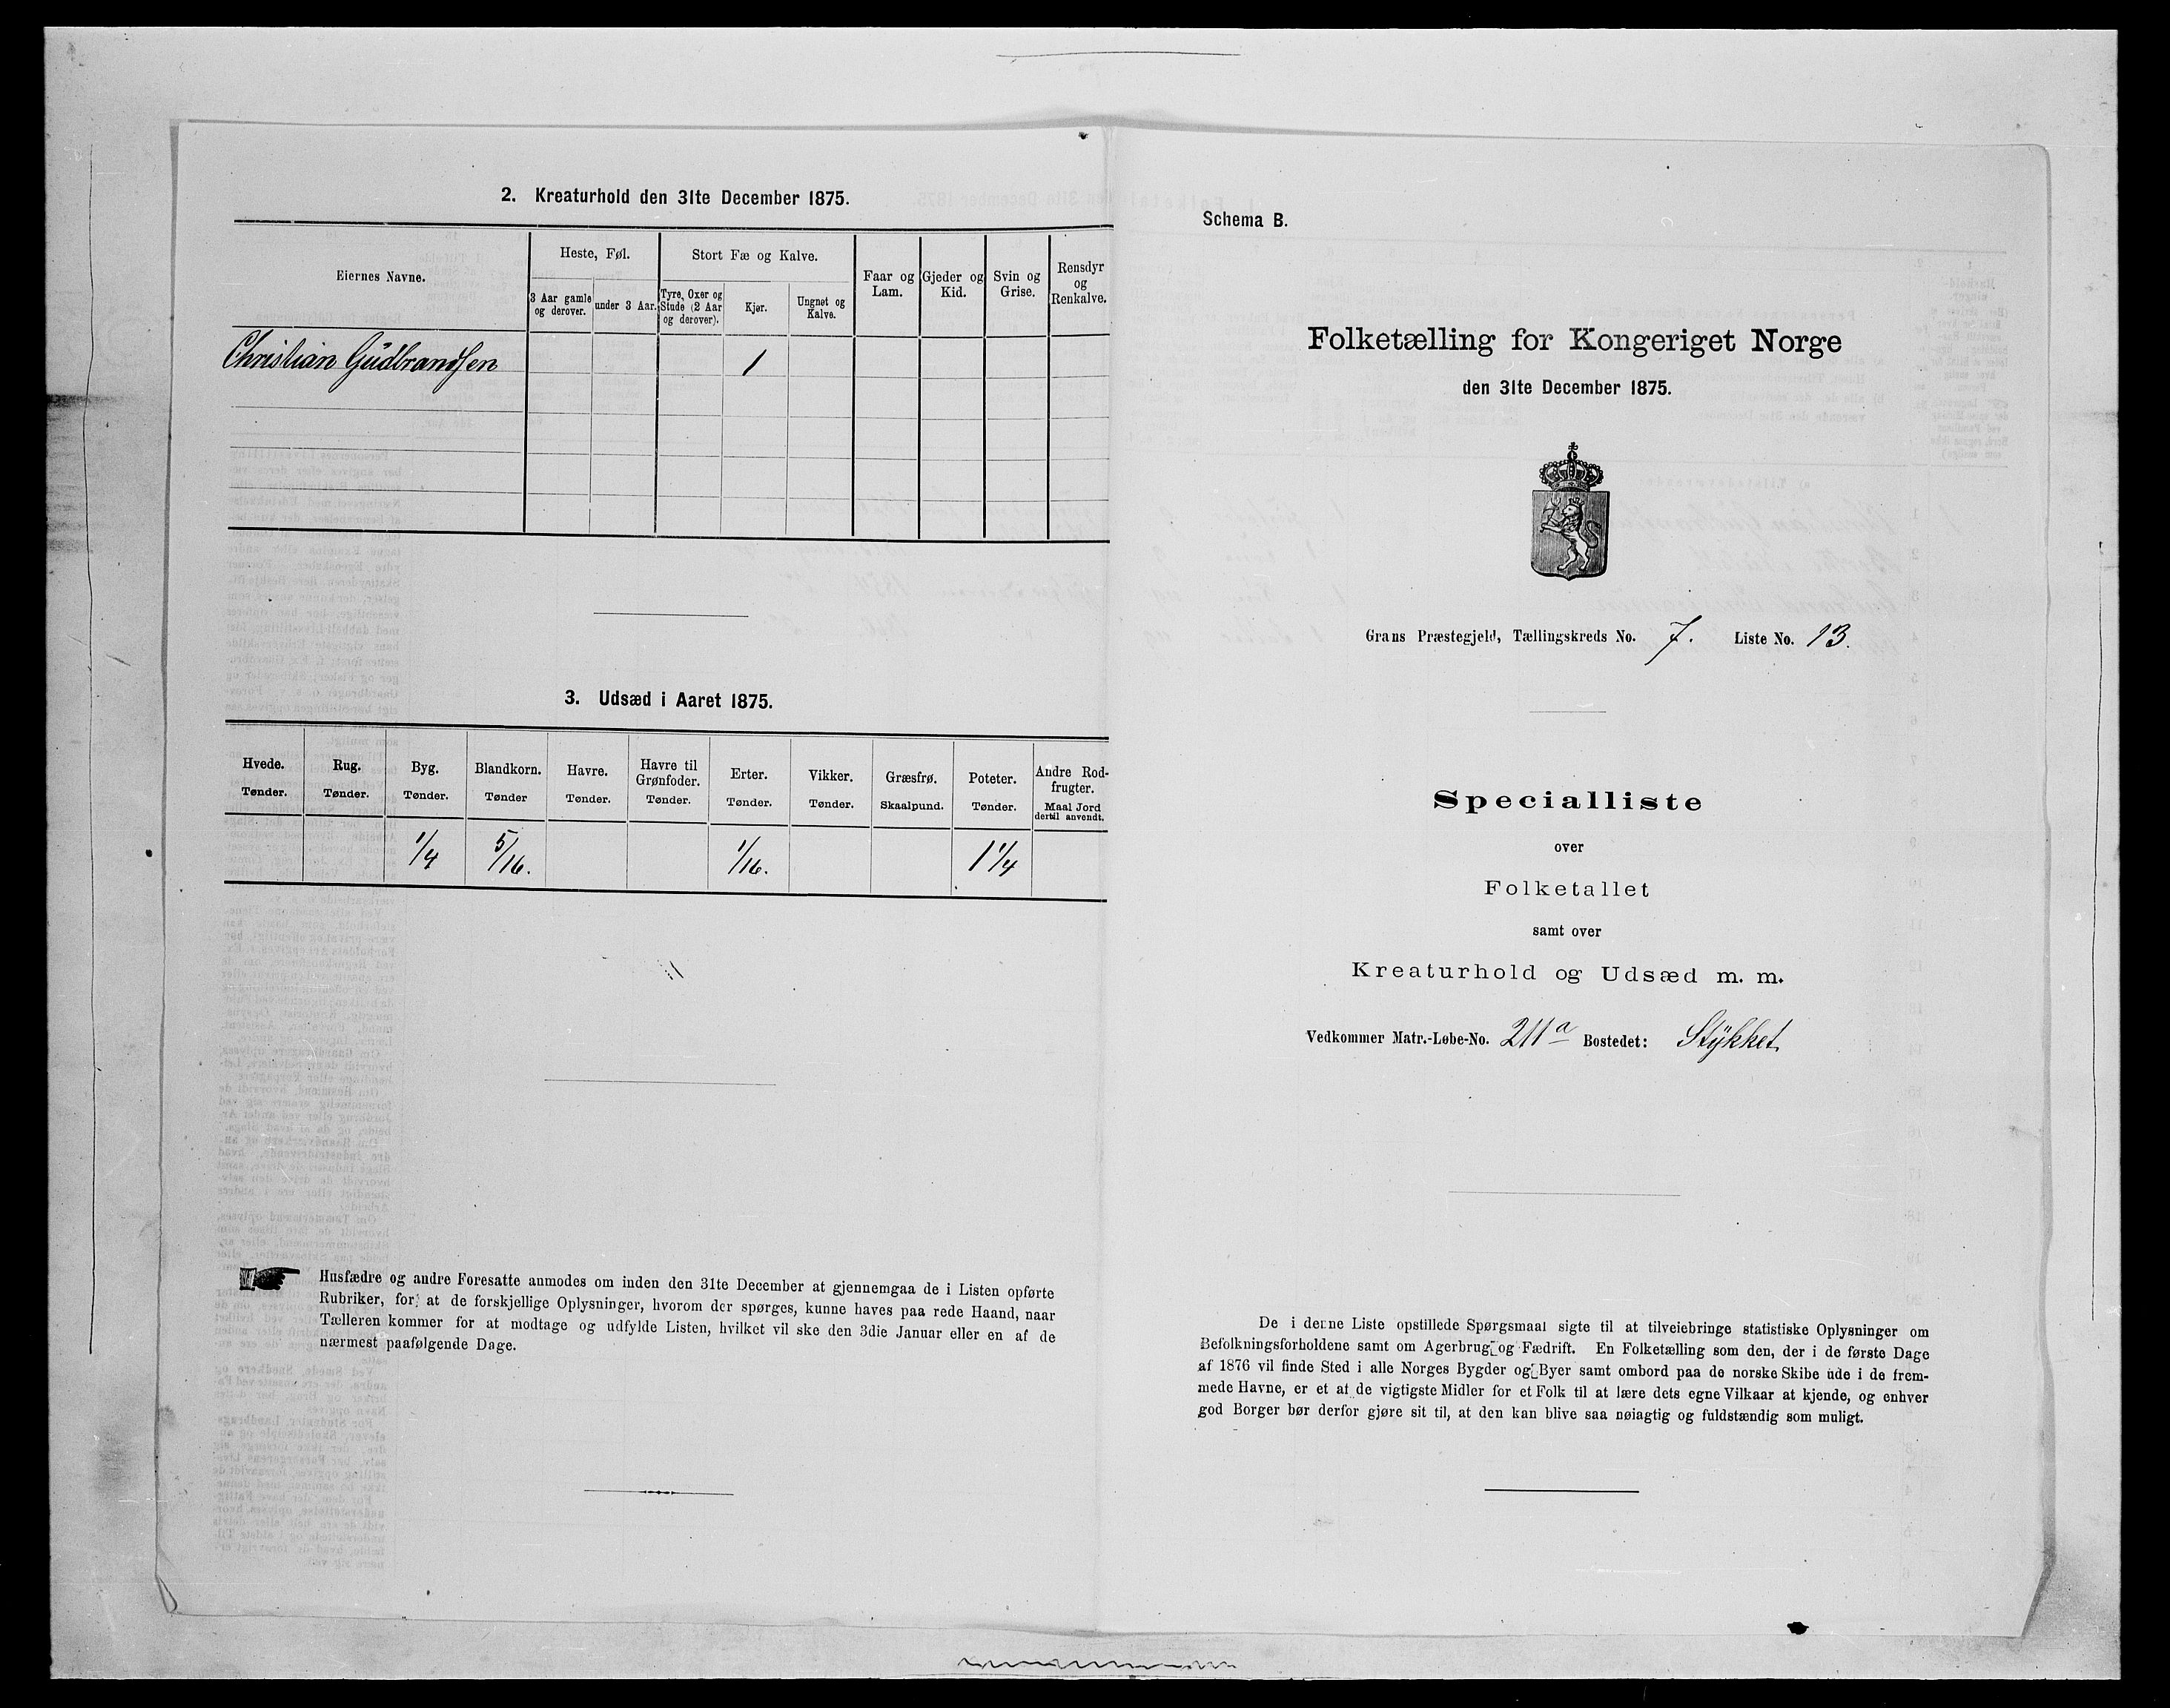 2. Kreaturhold den 31te December 1875.
Eiernes Navne.
Heste, Føl.
Stort Fæ og Kalve.
Faar og Lam.
Gjeder og Kid.
Svin og Grise.
Rensdyr og Renkalve.
3 Aar gamle og derover.
under 3 Aar.
Tyre, Oxer og Stude (2 Aar og derover).
Kjør.
Ungnøt og Kalve.
Christian Gudbrandsen 1
3. Udsæd i Aaret 1875.
Hvede. Rug. Byg. Blandkorn. Havre. Havre til Grønfoder. Erter. Vikker. Græsfrø. Poteter. Andre Rodfrugter.
Tønder. Tønder. Tønder. Tønder Tønder. Tønder. Tønder. Tønder. Skaalpund. Tønder. Maal Jord dertil anvendt.
1/4 5/16. 1/16. 1 1/4
Husfædre og andre Foresatte anmodes om inden den 31te December at gjennemgaa de i Listen opførte
Rubriker, for at de forskjellige Oplysninger, hvorom der spørges, kunne haves paa rede Haand, naar
Tælleren kommer for at modtage og udfylde Listen, hvilket vil ske den 3die Januar eller en af de
nærmest paafølgende Dage.
Schema B.
Folketælling for Kongeriget Norge
den 31te December 1875.
Grans Præstegjeld, Tællingskreds No. 7. Liste No. 13.
Specialliste
over
Folketallet
samt over
Kreaturhold og Udsæd m. m.
Vedkommer Matr.-Løbe-No. 211a Bostedet: Stykket
De i denne Liste opstillede Spørgsmaal sigte til at tilveiebringe statistiske Oplysninger om
Befolkningsforholdene samt om Agerbrug og Fædrift. En Folketælling som den, der i de første Dage
af 1876 vil finde Sted i alle Norges Bygder og Byer samt ombord paa de norske Skibe ude i de frem-
mede Havne, er et af de vigtigste Midler for et Folk til at lære dets egne Vilkaar at kjende, og enhver
god Borger bør derfor gjøre sit til, at den kan blive saa nøiagtig og fuldstændig som muligt.